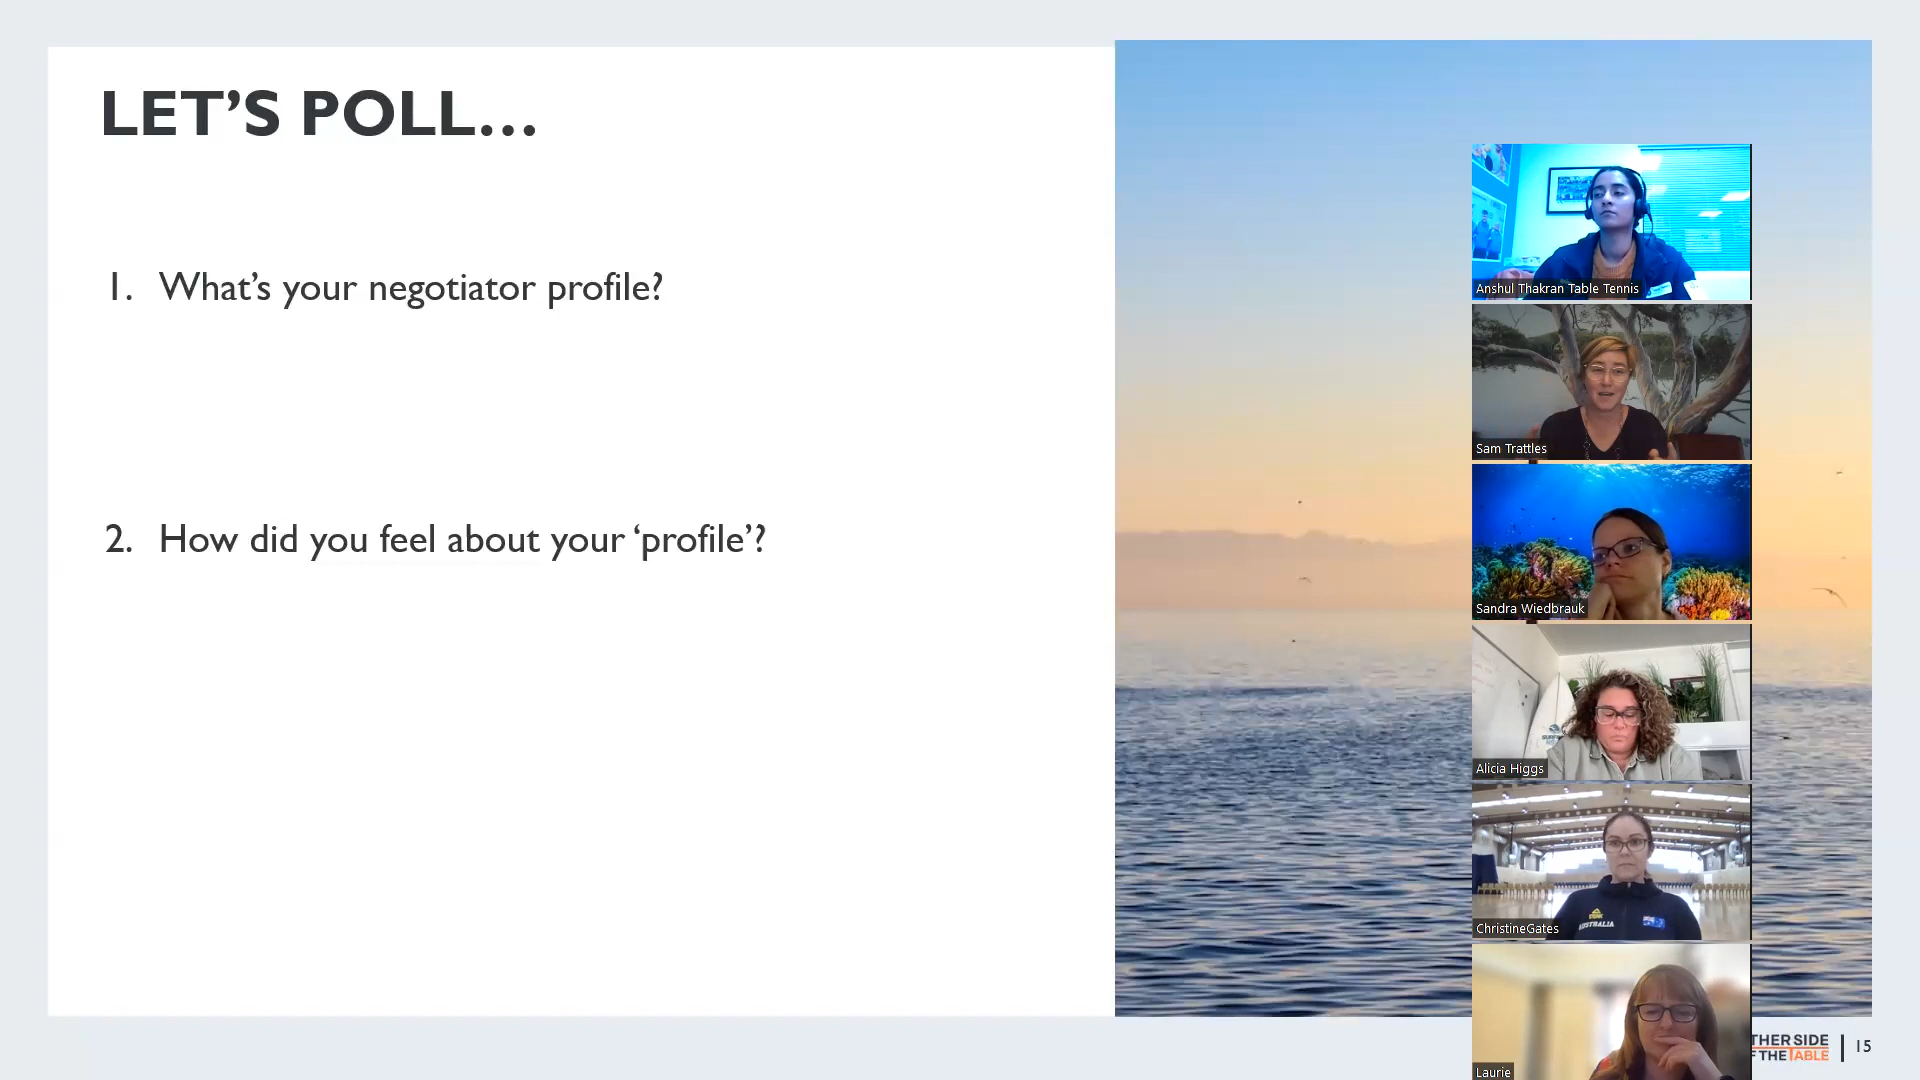 LET’S POLL...
1. What’s your negotiator profile?
2. How did you feel about your ‘profile’?
Anshul Thakran Table Tennis
Sam Trattles
Sandra Wiedbrauk
Alicia Higgs
ChristineGates
Laurie
THER SIDE
F THE TABLE
15